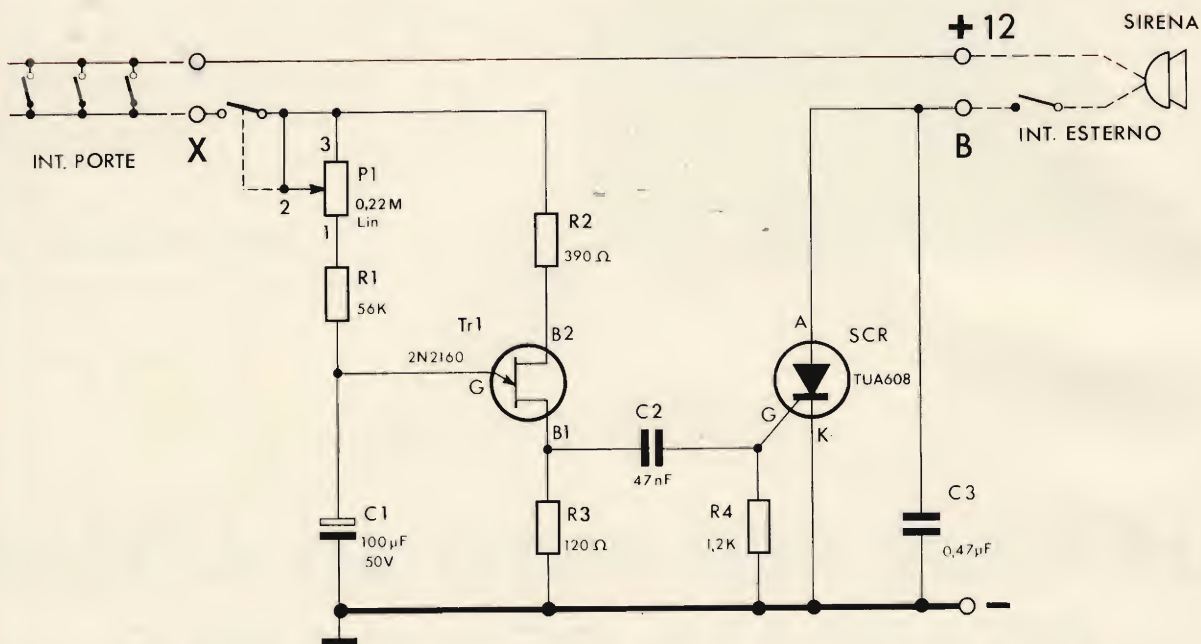 + 12
SIRENA
INT. PORTE
X
3
P1
0,22M
Lin
2
1
R1
56K
R2
390 Ω
Tr1
2N2160
G
B2
B1
C1
100µF
50V
R3
120 Ω
C2
47nF
R4
1,2K
A
SCR
TUA608
G
K
B
INT. ESTERNO
C3
0,47µF
-